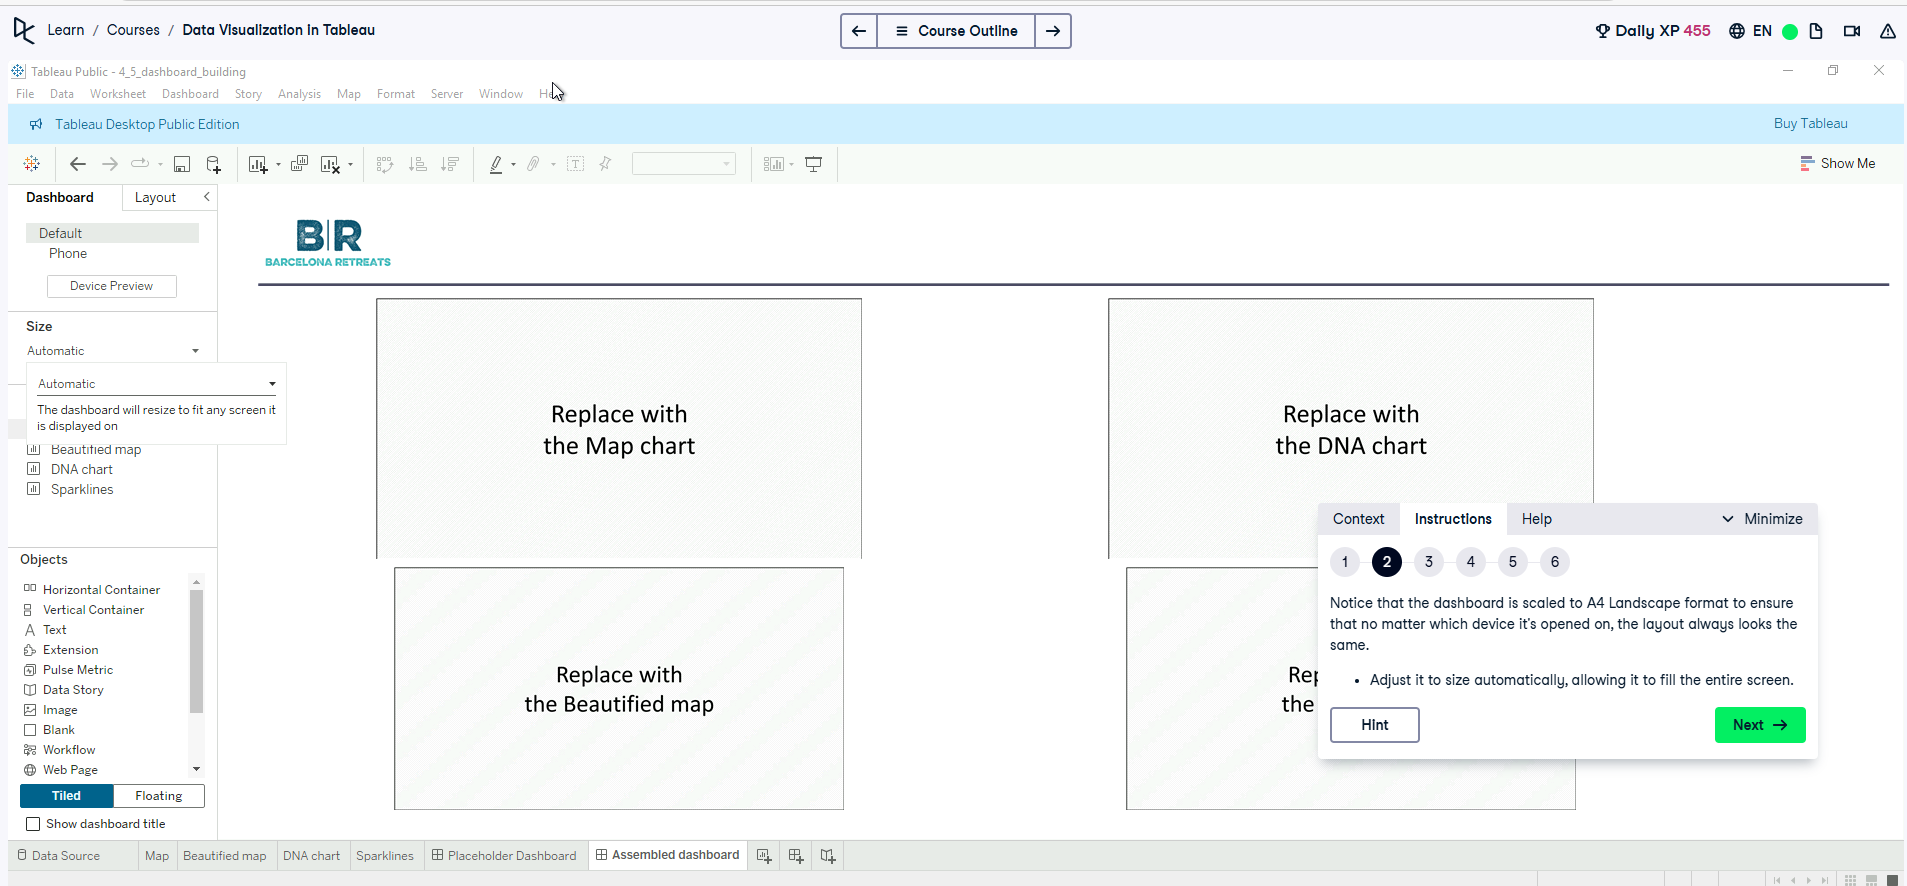 Learn / Courses / Data Visualization in Tableau
Course Outline
Daily XP 455
EN
Tableau Public - 4_5_dashboard_building
File Data Worksheet Dashboard Story Analysis Map Format Server Window
Tableau Desktop Public Edition
Buy Tableau
Show Me
Dashboard
Layout
Default
Phone
Device Preview
Size
Automatic
Automatic
The dashboard will resize to fit any screen it
is displayed on
Beautified map
DNA chart
Sparklines
Objects
Horizontal Container
Vertical Container
Text
Extension
Pulse Metric
Data Story
Image
Blank
Workflow
Web Page
Tiled
Floating
Show dashboard title
B|R
BARCELONA RETREATS
Replace with
the Map chart
Replace with
the DNA chart
Replace with
the Beautified map
the
Context
Instructions
Help
Minimize
1 2 3 4 5 6
Notice that the dashboard is scaled to A4 Landscape format to ensure
that no matter which device it's opened on, the layout always looks the
same.
• Adjust it to size automatically, allowing it to fill the entire screen.
Hint
Next
Data Source
Map
Beautified map
DNA chart
Sparklines
Placeholder Dashboard
Assembled dashboard